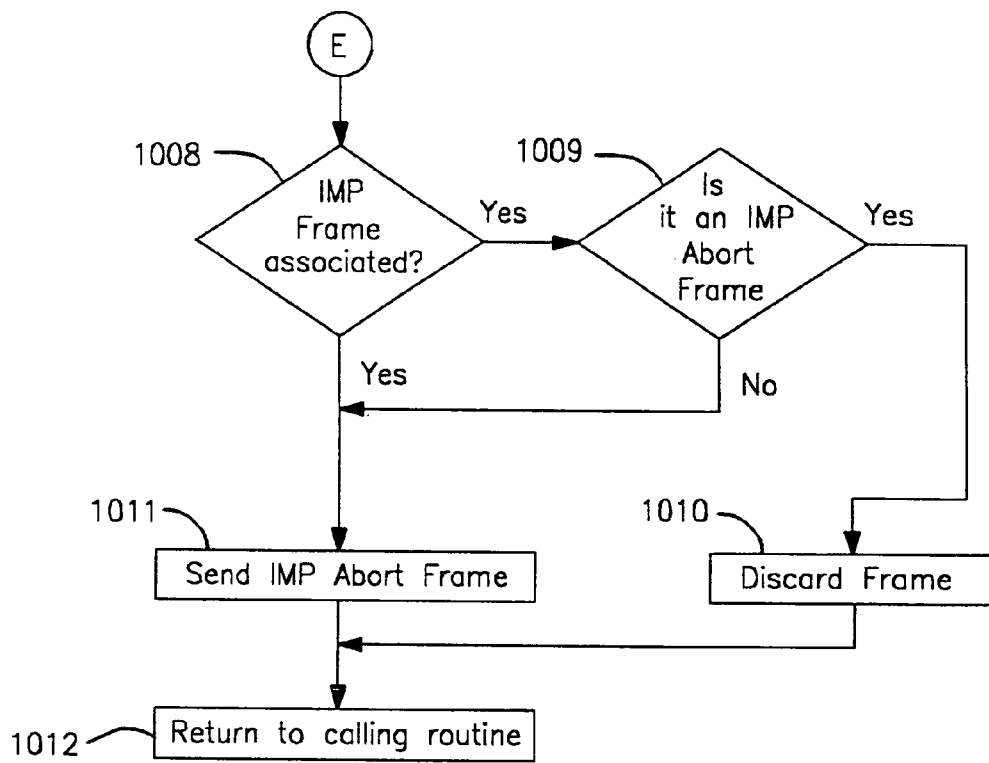 E
1008
IMP
Frame
associated?
Yes
1009
Is
it an IMP
Abort
Frame
Yes
Yes
No
1011
Send IMP Abort Frame
1010
Discard Frame
1012
Return to calling routine